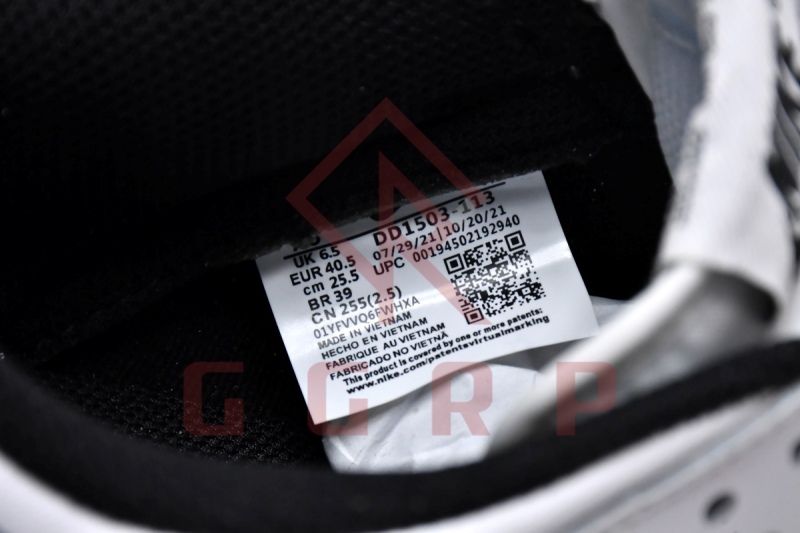 UK 6.5
EUR 40.5
cm 25.5
BR 39
CN 255(2.5)
DD1503-113
07/29/21|10/20/21
UPC 00194502192940
01YFVVO6FWHXA
MADE IN VIETNAM
HECHO EN VIETNAM
FABRIQUE AU VIETNAM
FABRICADO NO VIETNÃ
This product is covered by one or more patents:
www.nike.com/patentsvirtualmarking
GGRP